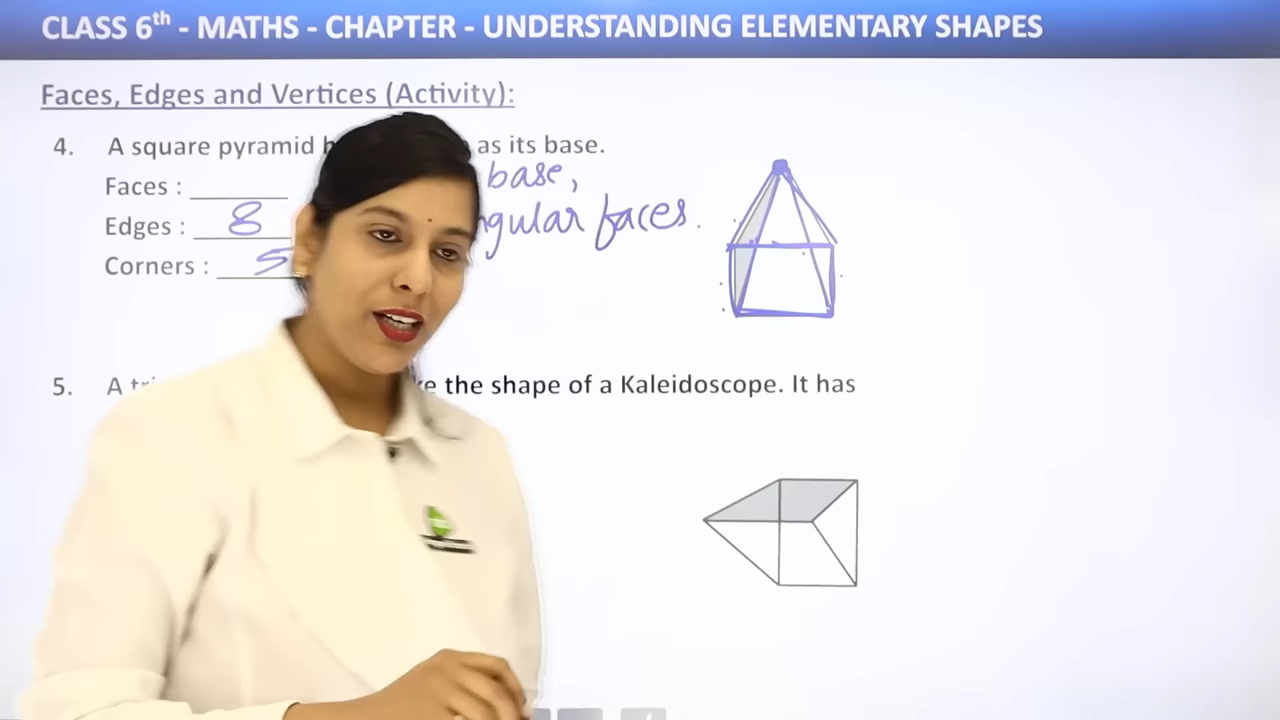 CLASS 6th - MATHS - CHAPTER - UNDERSTANDING ELEMENTARY SHAPES
Faces, Edges and Vertices (Activity):
4. A square pyramid as its base.
Faces : ______ base,
Edges : 8 gular faces.
Corners : 5
5. A the shape of a Kaleidoscope. It has